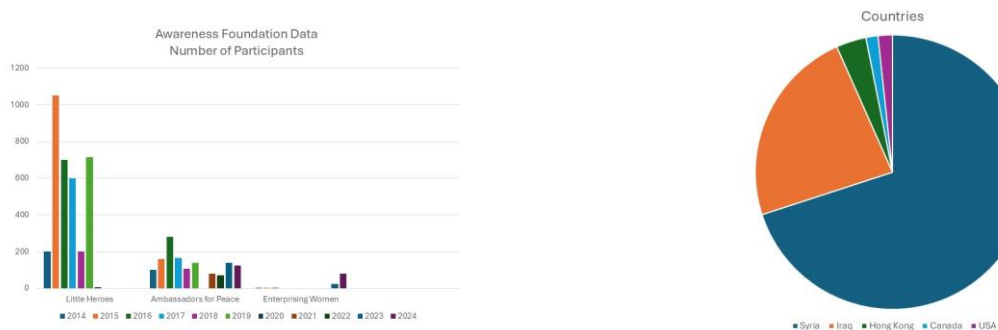 Awareness Foundation Data
Number of Participants
1200
1000
800
600
400
200
0
Little Heroes Ambassadors for Peace Enterprising Women
2014 2015 2016 2017 2018 2019 2020 2021 2022 2023 2024
Countries
Syria Iraq Hong Kong Canada USA